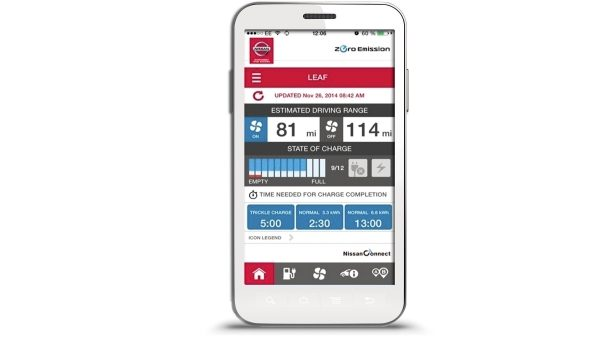 EE 12.06 60 %
NISSAN
Zero Emission
LEAF
UPDATED Nov 26, 2014 08:42 AM
ESTIMATED DRIVING RANGE
ON 81 mi OFF 114 mi
STATE OF CHARGE
9/12
EMPTY FULL
TIME NEEDED FOR CHARGE COMPLETION
TRICKLE CHARGE NORMAL 3.3 kWh NORMAL 6.6 kWh
5:00 2:30 13:00
ICON LEGEND
NissanConnect